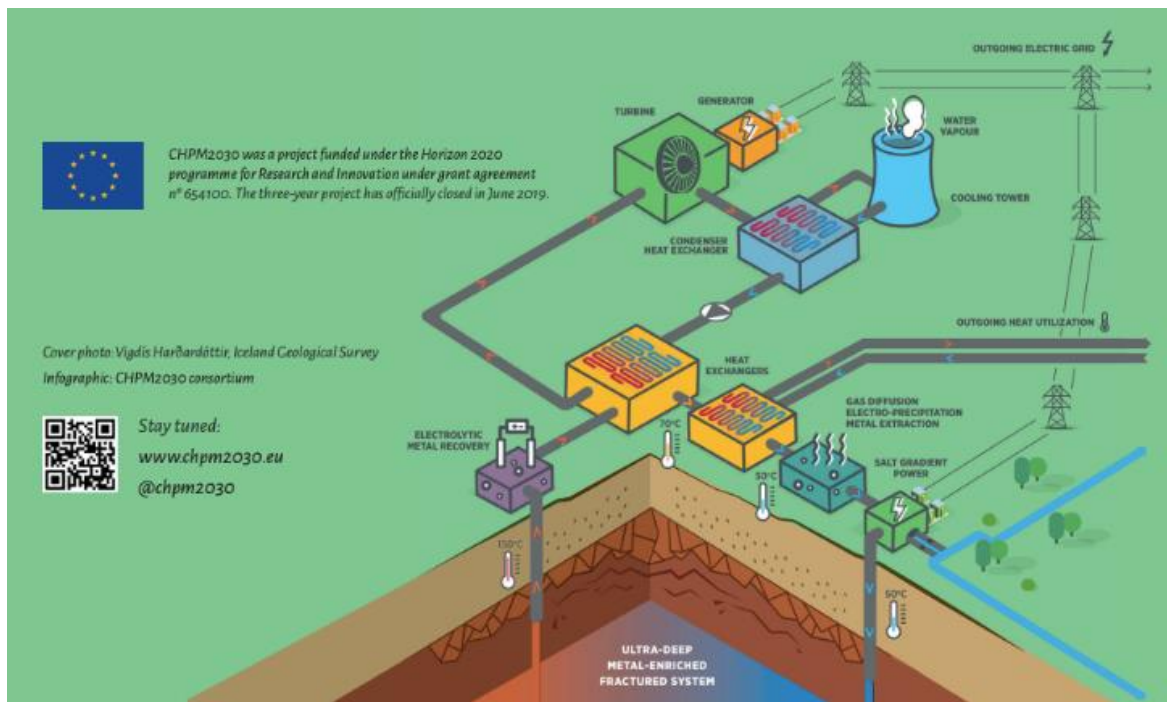 OUTGOING ELECTRIC GRID
GENERATOR
TURBINE
WATER
VAPOUR
CHPM2030 was a project funded under the Horizon 2020
programme for Research and Innovation under grant agreement
n° 654100. The three-year project has officially closed in June 2019.
COOLING TOWER
CONDENSER
HEAT EXCHANGER
OUTGOING HEAT UTILIZATION
Cover photo: Vigdís Harðardóttir, Iceland Geological Survey
Infographic: CHPM2030 consortium
HEAT
EXCHANGERS
GAS DIFFUSION
ELECTRO-PRECIPITATION
METAL EXTRACTION
Stay tuned:
www.chpm2030.eu
@chpm2030
ELECTROLYTIC
METAL RECOVERY
70°C
SALT GRADIENT
POWER
50°C
150°C
50°C
ULTRA-DEEP
METAL-ENRICHED
FRACTURED SYSTEM